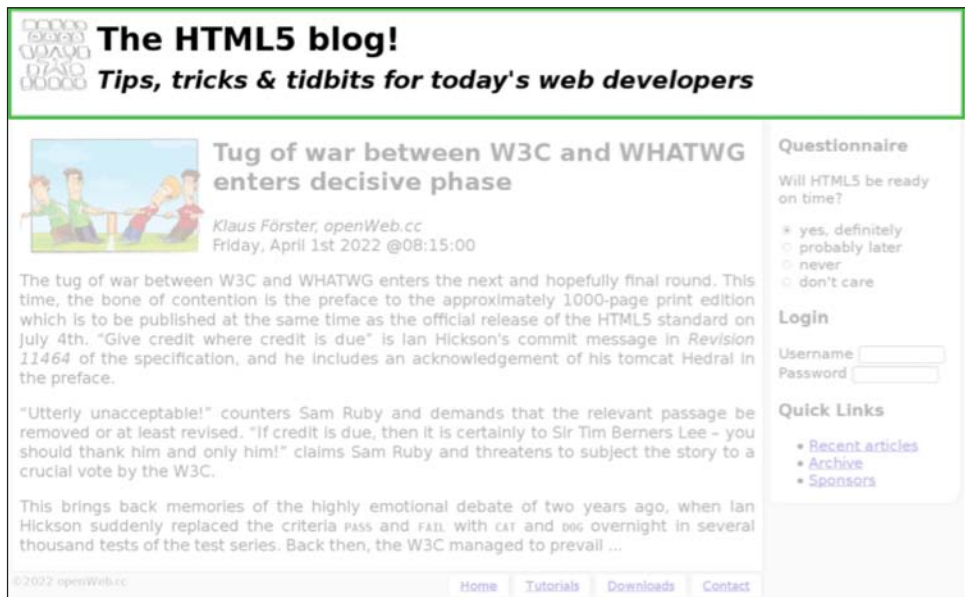 The HTML5 blog!
Tips, tricks & tidbits for today's web developers
Tug of war between W3C and WHATWG
enters decisive phase
Klaus Förster, openWeb.cc
Friday, April 1st 2022 @08:15:00
The tug of war between W3C and WHATWG enters the next and hopefully final round. This
time, the bone of contention is the preface to the approximately 1000-page print edition
which is to be published at the same time as the official release of the HTML5 standard on
July 4th. “Give credit where credit is due” is Ian Hickson's commit message in Revision
11464 of the specification, and he includes an acknowledgement of his tomcat Hedral in
the preface.
“Utterly unacceptable!” counters Sam Ruby and demands that the relevant passage be
removed or at least revised. “If credit is due, then it is certainly to Sir Tim Berners Lee – you
should thank him and only him!” claims Sam Ruby and threatens to subject the story to a
crucial vote by the W3C.
This brings back memories of the highly emotional debate of two years ago, when Ian
Hickson suddenly replaced the criteria PASS and FAIL with CAT and DOG overnight in several
thousand tests of the test series. Back then, the W3C managed to prevail ...
Questionnaire
Will HTML5 be ready
on time?
yes, definitely
probably later
never
don't care
Login
Username
Password
Quick Links
Recent articles
Archive
Sponsors
©2022 openWeb.cc
Home Tutorials Downloads Contact